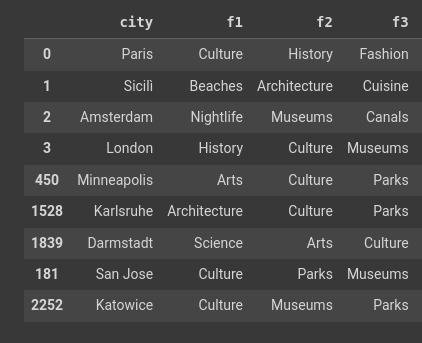 city f1 f2 f3
0 Paris Culture History Fashion
1 Sicili Beaches Architecture Cuisine
2 Amsterdam Nightlife Museums Canals
3 London History Culture Museums
450 Minneapolis Arts Culture Parks
1528 Karlsruhe Architecture Culture Parks
1839 Darmstadt Science Arts Culture
181 San Jose Culture Parks Museums
2252 Katowice Culture Museums Parks